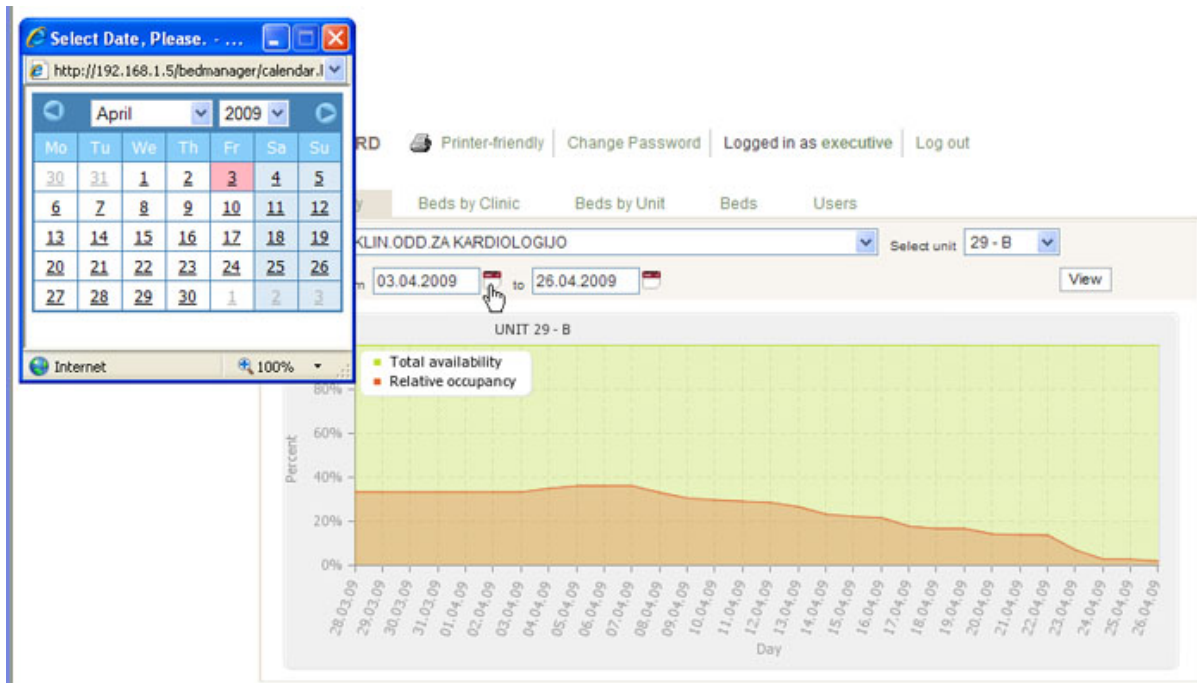 Select Date, Please. - ...
http://192.168.1.5/bedmanager/calendar.l
April 2009
Mo Tu We Th Fr Sa Su
30 31 1 2 3 4 5
6 7 8 9 10 11 12
13 14 15 16 17 18 19
20 21 22 23 24 25 26
27 28 29 30 1 2 3
Internet 100%
RD Printer-friendly Change Password Logged in as executive Log out
y Beds by Clinic Beds by Unit Beds Users
KLIN.ODD.ZA KARDIOLOGIJO Select unit 29 - B
m 03.04.2009 to 26.04.2009 View
UNIT 29 - B
Total availability
Relative occupancy
80%
60%
40%
20%
0%
Percent
28.03.09 29.03.09 30.03.09 31.03.09 01.04.09 02.04.09 03.04.09 04.04.09 05.04.09 06.04.09 07.04.09 08.04.09 09.04.09 10.04.09 11.04.09 12.04.09 13.04.09 14.04.09 15.04.09 16.04.09 17.04.09 18.04.09 19.04.09 20.04.09 21.04.09 22.04.09 23.04.09 24.04.09 25.04.09 26.04.09
Day